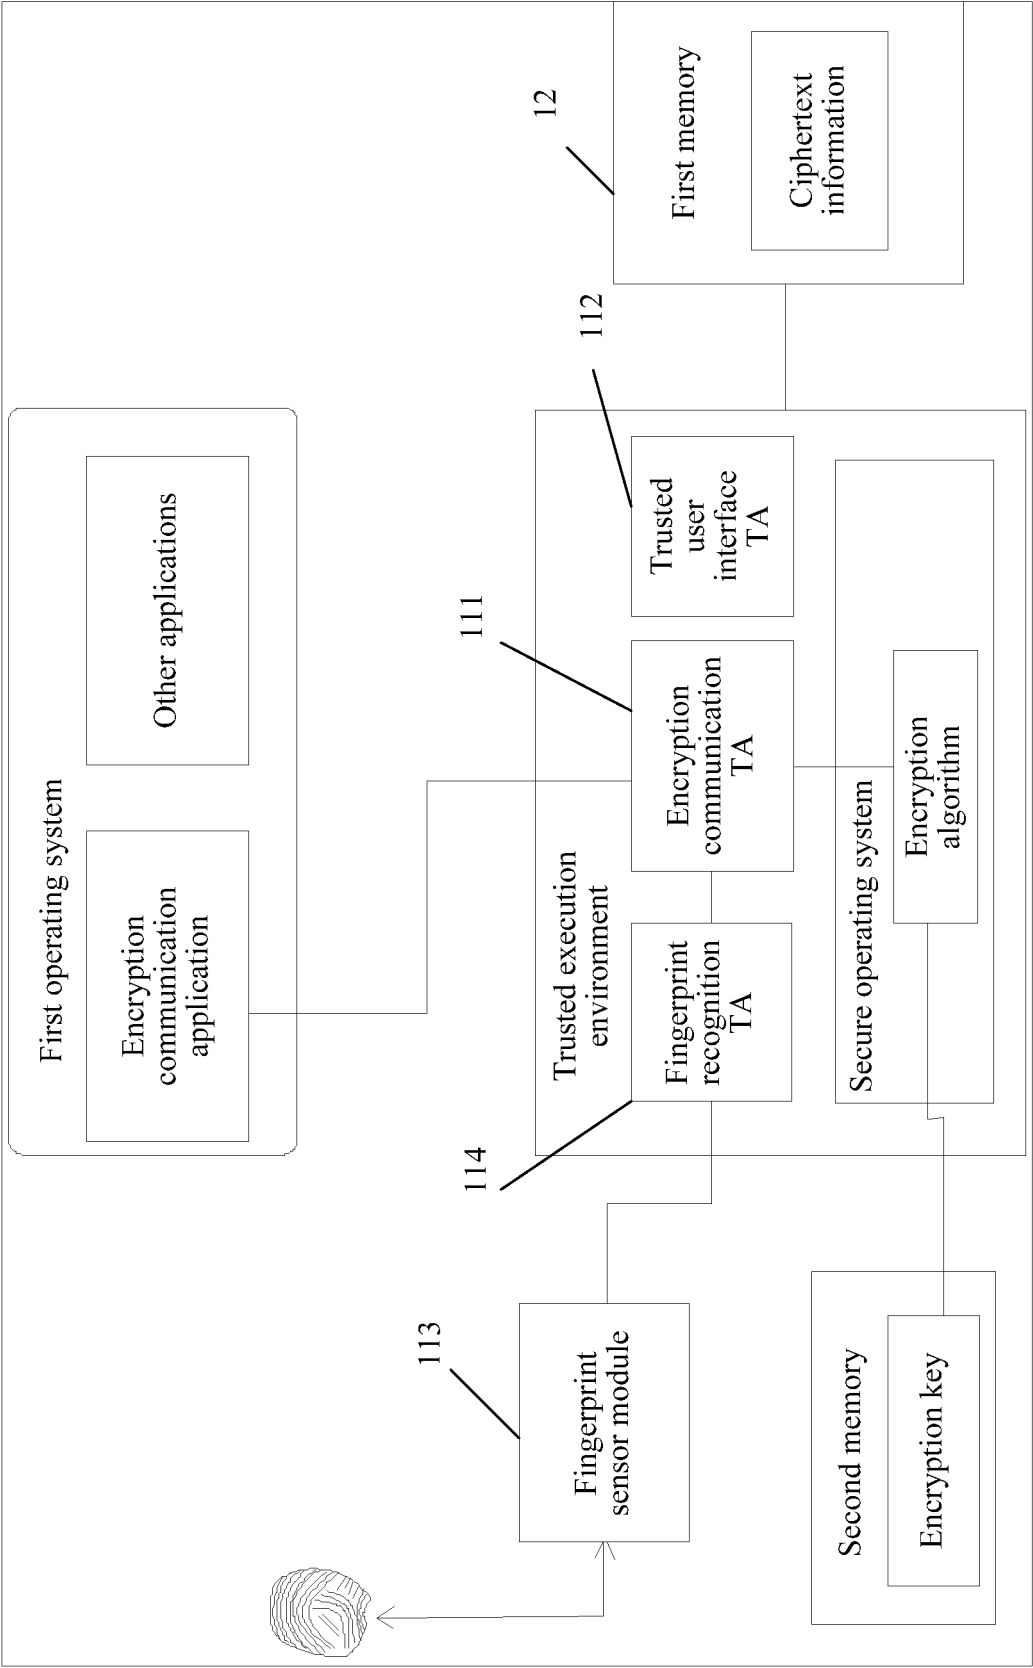 First operating system
Encryption
communication
application
Other applications
113
Fingerprint
sensor module
114
111
112
12
Trusted execution
environment
Fingerprint
recognition
TA
Encryption
communication
TA
Trusted
user
interface
TA
First memory
Ciphertext
information
Second memory
Encryption key
Secure operating system
Encryption
algorithm